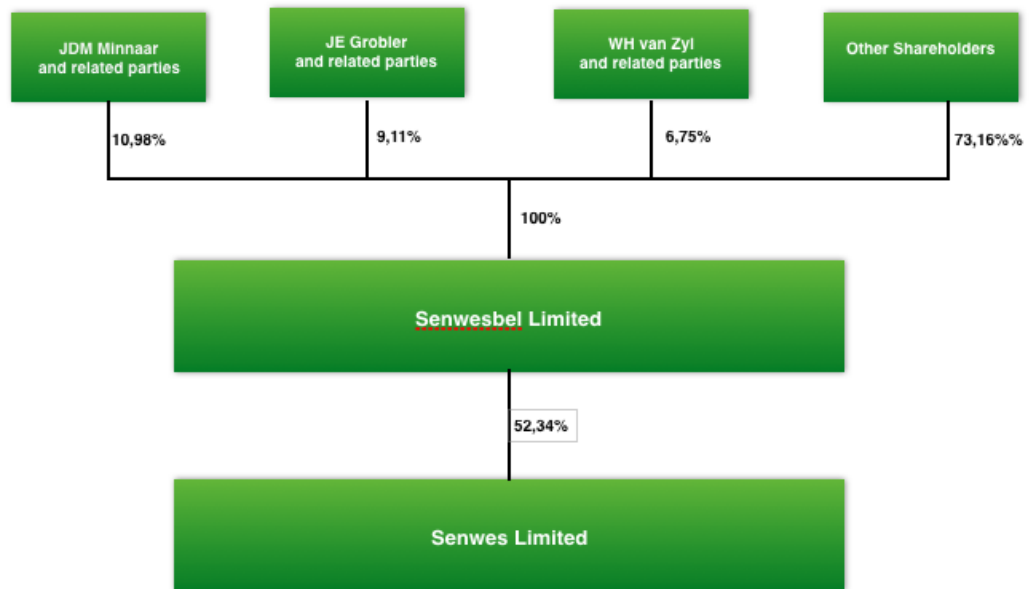 JDM Minnaar
and related parties
JE Grobler
and related parties
WH van Zyl
and related parties
Other Shareholders
10,98%
9,11%
6,75%
73,16%%
100%
Senwesbel Limited
52,34%
Senwes Limited